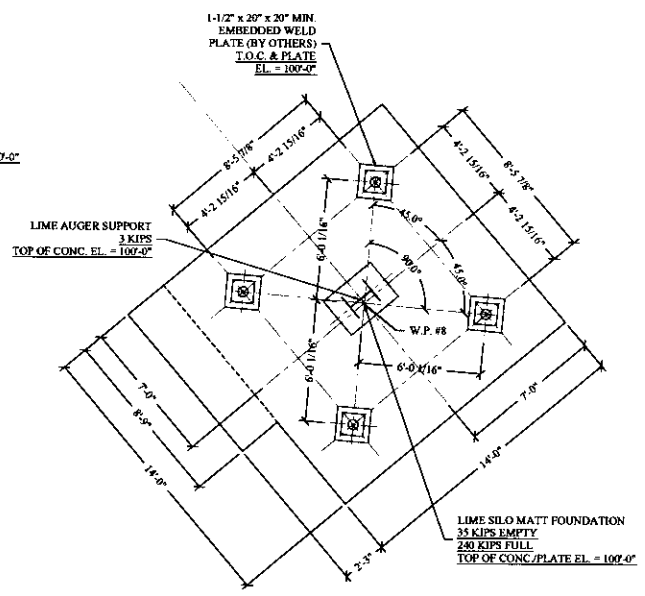 1-1/2" x 20" x 20" MIN.
EMBEDDED WELD
PLATE (BY OTHERS)
T.O.C. & PLATE
EL. = 100'-0"
8'-5 7/8"
4'-2 15/16"
4'-2 15/16"
4'-2 15/16"
8'-5 7/8"
4'-2 15/16"
LIME AUGER SUPPORT
3 KIPS
TOP OF CONC. EL. = 100'-0"
6'-0 1/16"
45.0°
90.0°
45.0°
W.P. #8
6'-0 1/16"
6'-0 1/16"
7'-0"
8'-9"
14'-0"
7'-0"
14'-0"
2'-3"
LIME SILO MATT FOUNDATION
35 KIPS EMPTY
240 KIPS FULL
TOP OF CONC./PLATE EL. = 100'-0"